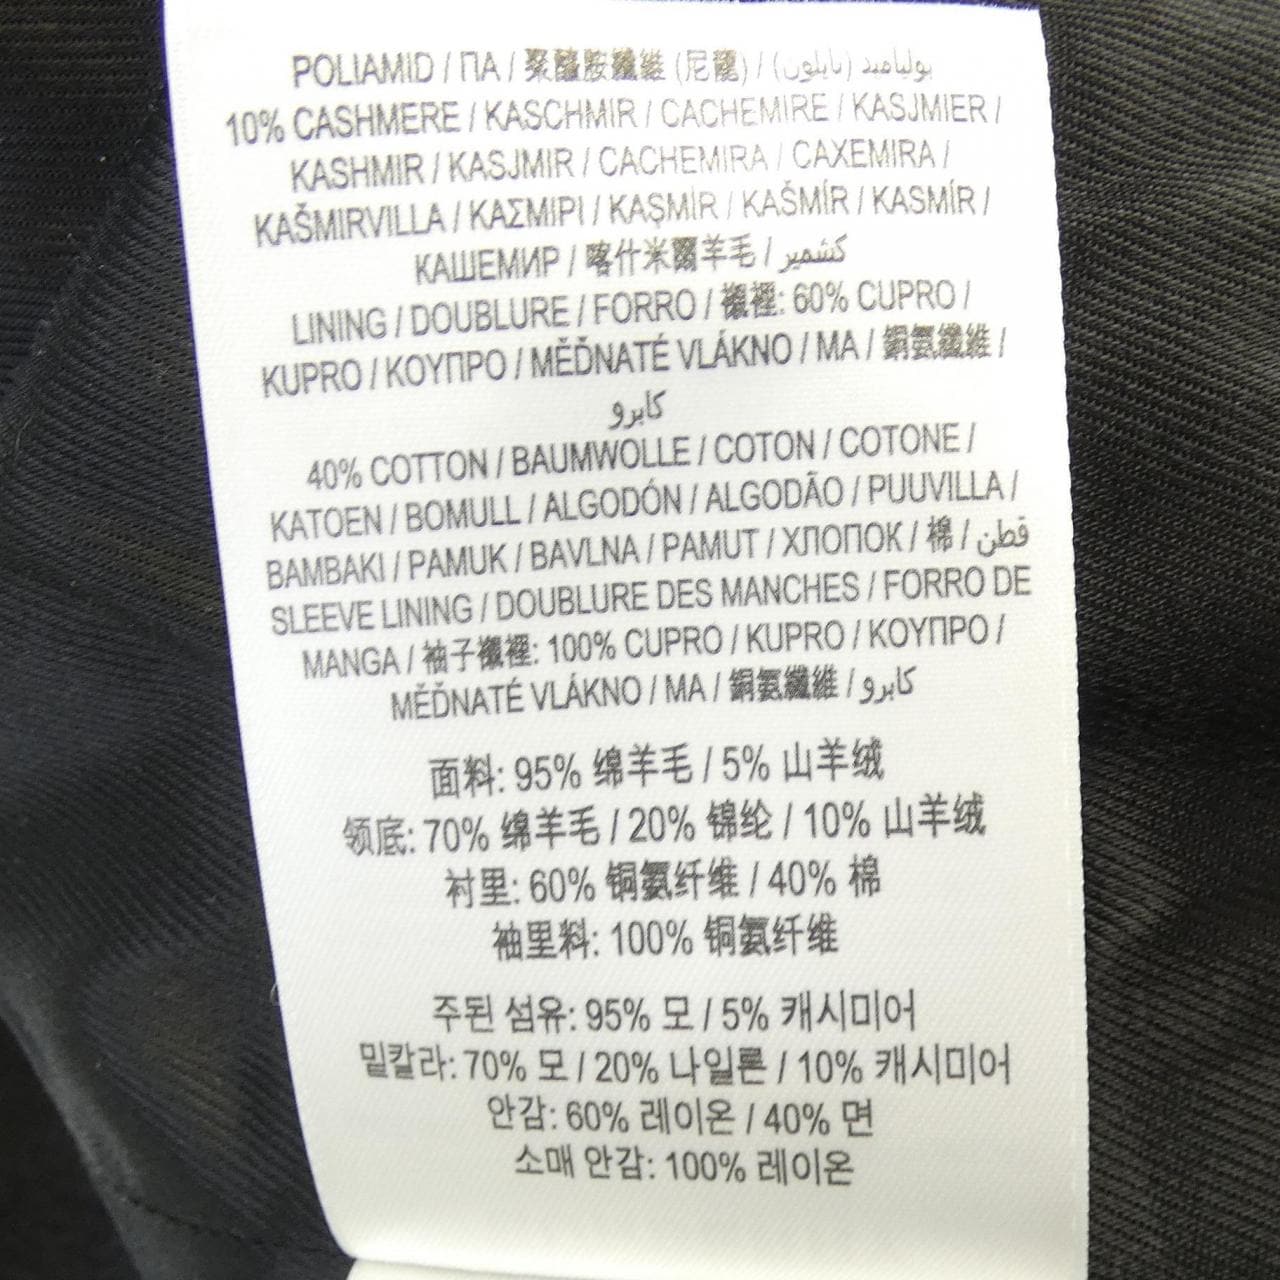 POLIAMID / ПА / 聚醯胺纖維 (尼龍) / بولياميد (نايلون)
10% CASHMERE / KASCHMIR / CACHEMIRE / KASJMIER /
KASHMIR / KASJMIR / CACHEMIRA / CAXEMIRA /
KAŠMIRVILLA / ΚΑΣΜΙΡΙ / KAŞMİR / KAŠMÍR / KASMÍR /
КАШЕМИР / 喀什米爾羊毛 / كشمير
LINING / DOUBLURE / FORRO / 襯裡: 60% CUPRO /
KUPRO / ΚΟΥΠΡΟ / MĚĎNATÉ VLÁKNO / MA / 銅氨纖維 /
كابرو
40% COTTON / BAUMWOLLE / COTON / COTONE /
KATOEN / BOMULL / ALGODÓN / ALGODÃO / PUUVILLA /
BAMBAKI / PAMUK / BAVLNA / PAMUT / ХЛОПОК / 棉 / قطن
SLEEVE LINING / DOUBLURE DES MANCHES / FORRO DE
MANGA / 袖子襯裡: 100% CUPRO / KUPRO / ΚΟΥΠΡΟ /
MĚĎNATÉ VLÁKNO / MA / 銅氨纖維 / كابرو
面料: 95% 绵羊毛 / 5% 山羊绒
领底: 70% 绵羊毛 / 20% 锦纶 / 10% 山羊绒
衬里: 60% 铜氨纤维 / 40% 棉
袖里料: 100% 铜氨纤维
주된 섬유: 95% 모 / 5% 캐시미어
밑칼라: 70% 모 / 20% 나일론 / 10% 캐시미어
안감: 60% 레이온 / 40% 면
소매 안감: 100% 레이온